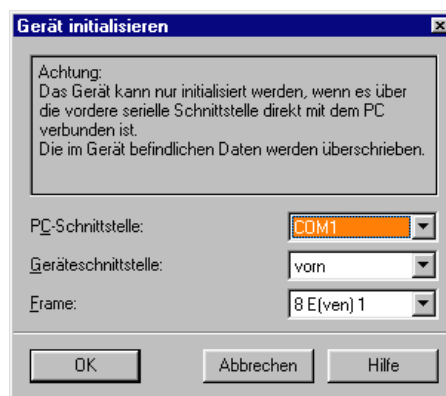 Gerät initialisieren
Achtung:
Das Gerät kann nur initialisiert werden, wenn es über
die vordere serielle Schnittstelle direkt mit dem PC
verbunden ist.
Die im Gerät befindlichen Daten werden überschrieben.
PC-Schnittstelle: COM1
Geräteschnittstelle: vorn
Frame: 8 E(ven) 1
OK Abbrechen Hilfe